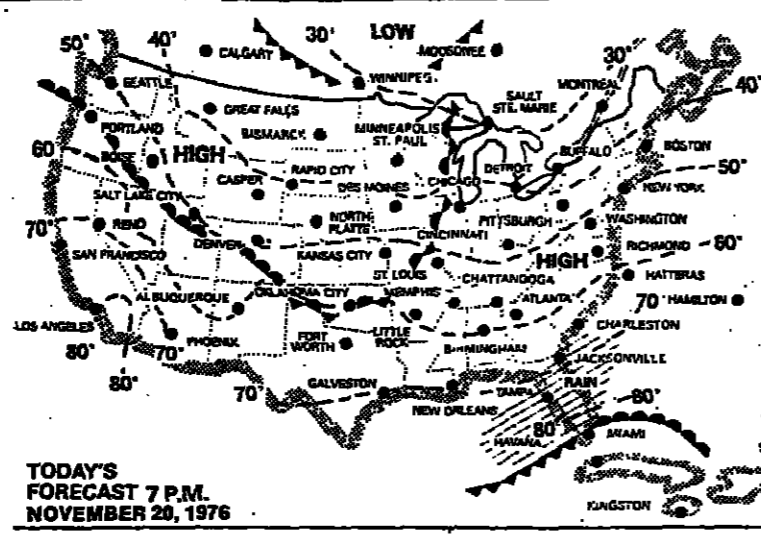 50°
40°
30°
LOW
CALGART
MOOSONEE
WINNIPEG
30°
SEATTLE
MONTREAL
40°
SAULT
STE. MARIE
GREAT FALLS
PORTLAND
BISMARCK
MINNEAPOLIS
ST. PAUL
BUFFALO
BOSTON
60
BOISE
HIGH
RAPID CITY
CASPER
DES MOINES
CHICAGO
DETROIT
50°
NEW YORK
SALT LAKE CITY
70°
RENO
NORTH
PLATTE
PITTSBURGH
WASHINGTON
DENVER
CINCINNATI
SAN FRANCISCO
KANSAS CITY
HIGH
RICHMOND
60°
ST. LOUIS
CHATTANOOGA
HATTERAS
ALBUQUERQUE
OKLAHOMA CITY
MEMPHIS
ATLANTA
70°
HAMILTON
LOS ANGELES
PHOENIX
FORT
WORTH
LITTLE
ROCK
BIRMINGHAM
CHARLESTON
80°
70°
JACKSONVILLE
80°
70°
GALVESTON
NEW ORLEANS
TAMPA
RAIN
80°
80°
HAVANA
MIAMI
KINGSTON
TODAY'S
FORECAST 7 P.M.
NOVEMBER 20, 1976